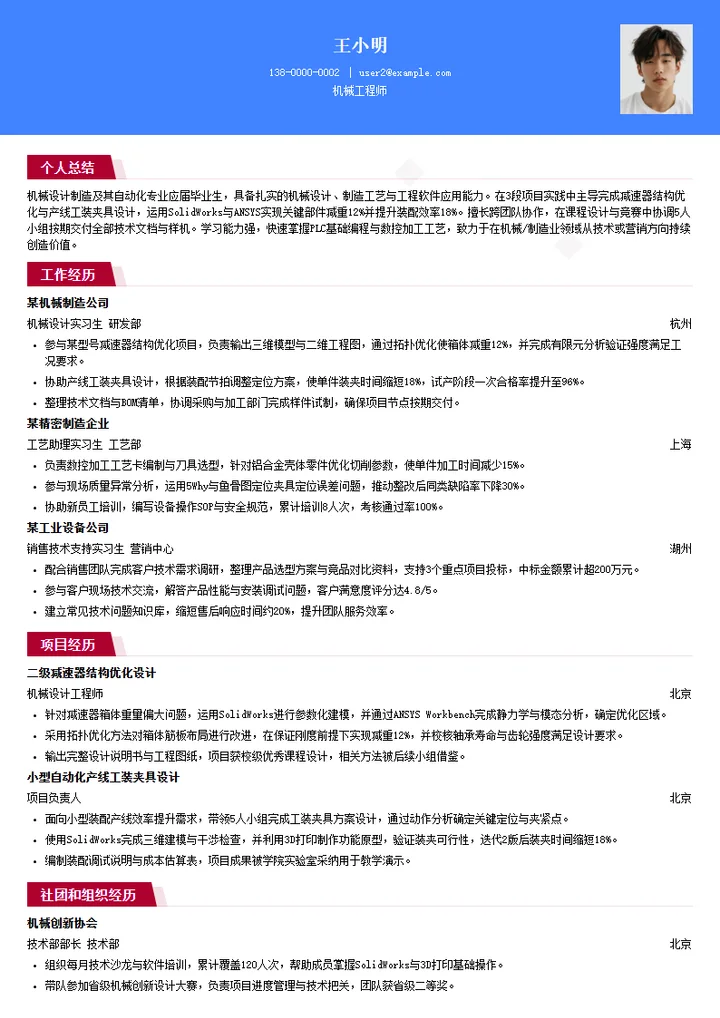 王小明
138-0000-0002 | user2@example.com
机械工程师
个人总结
机械设计制造及其自动化专业应届毕业生，具备扎实的机械设计、制造工艺与工程软件应用能力。在3段项目实践中主导完成减速器结构优
化与产线工装夹具设计，运用SolidWorks与ANSYS实现关键部件减重12%并提升装配效率18%。擅长跨团队协作，在课程设计与竞赛中协调5人
小组按期交付全部技术文档与样机。学习能力强，快速掌握PLC基础编程与数控加工工艺，致力于在机械/制造业领域从技术或营销方向持续
创造价值。
工作经历
某机械制造公司
机械设计实习生 研发部 杭州
• 参与某型号减速器结构优化项目，负责输出三维模型与二维工程图，通过拓扑优化使箱体减重12%，并完成有限元分析验证强度满足工
况要求。
• 协助产线工装夹具设计，根据装配节拍调整定位方案，使单件装夹时间缩短18%，试产阶段一次合格率提升至96%。
• 整理技术文档与BOM清单，协调采购与加工部门完成样件试制，确保项目节点按期交付。
某精密制造企业
工艺助理实习生 工艺部 上海
• 负责数控加工工艺卡编制与刀具选型，针对铝合金壳体零件优化切削参数，使单件加工时间减少15%。
• 参与现场质量异常分析，运用5Why与鱼骨图定位夹具定位误差问题，推动整改后同类缺陷率下降30%。
• 协助新员工培训，编写设备操作SOP与安全规范，累计培训8人次，考核通过率100%。
某工业设备公司
销售技术支持实习生 营销中心 湖州
• 配合销售团队完成客户技术需求调研，整理产品选型方案与竞品对比资料，支持3个重点项目投标，中标金额累计超200万元。
• 参与客户现场技术交流，解答产品性能与安装调试问题，客户满意度评分达4.8/5。
• 建立常见技术问题知识库，缩短售后响应时间约20%，提升团队服务效率。
项目经历
二级减速器结构优化设计
机械设计工程师 北京
• 针对减速器箱体重量偏大问题，运用SolidWorks进行参数化建模，并通过ANSYS Workbench完成静力学与模态分析，确定优化区域。
• 采用拓扑优化方法对箱体筋板布局进行改进，在保证刚度前提下实现减重12%，并校核轴承寿命与齿轮强度满足设计要求。
• 输出完整设计说明书与工程图纸，项目获校级优秀课程设计，相关方法被后续小组借鉴。
小型自动化产线工装夹具设计
项目负责人 北京
• 面向小型装配产线效率提升需求，带领5人小组完成工装夹具方案设计，通过动作分析确定关键定位与夹紧点。
• 使用SolidWorks完成三维建模与干涉检查，并利用3D打印制作功能原型，验证装夹可行性，迭代2版后装夹时间缩短18%。
• 编制装配调试说明与成本估算表，项目成果被学院实验室采纳用于教学演示。
社团和组织经历
机械创新协会
技术部部长 技术部 北京
• 组织每月技术沙龙与软件培训，累计覆盖120人次，帮助成员掌握SolidWorks与3D打印基础操作。
• 带队参加省级机械创新设计大赛，负责项目进度管理与技术把关，团队获省级二等奖。